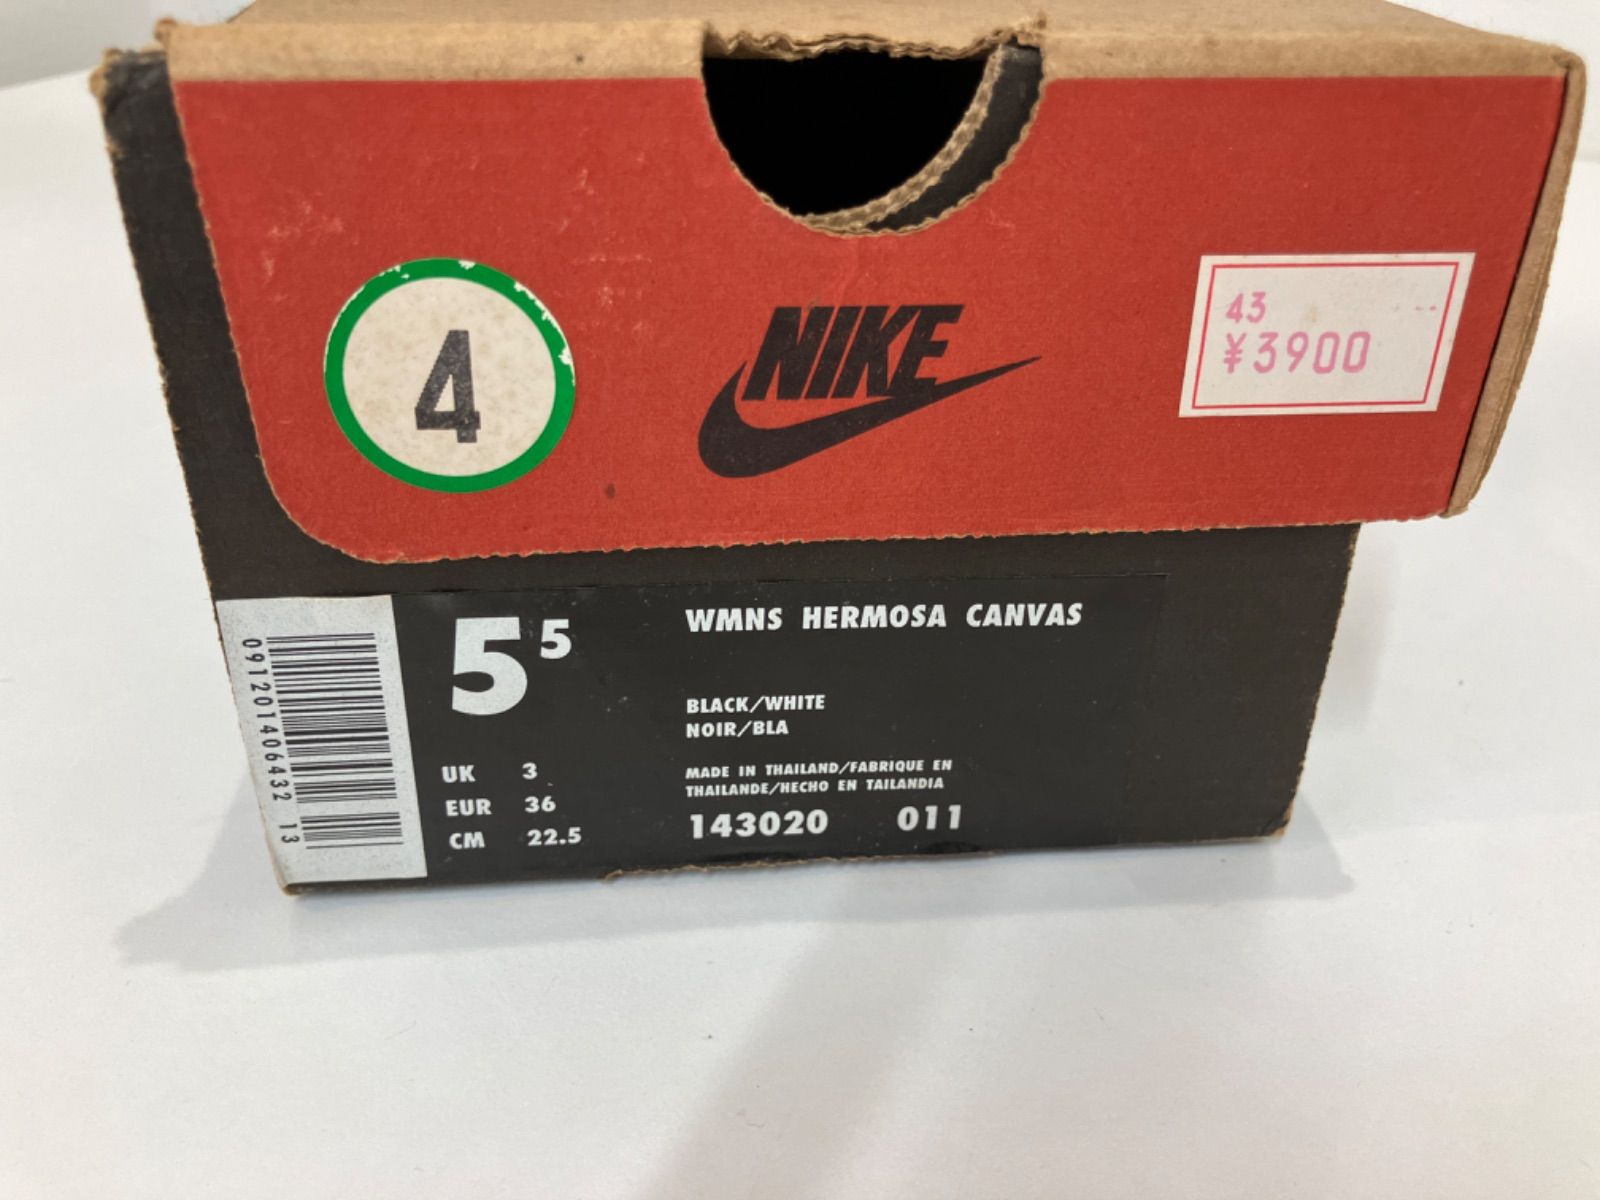 4
NIKE
43
¥3900
5⁵
WMNS HERMOSA CANVAS
BLACK/WHITE
NOIR/BLA
UK 3
EUR 36
CM 22.5
MADE IN THAILAND/FABRIQUE EN
THAILANDE/HECHO EN TAILANDIA
143020 011
091201406432 13